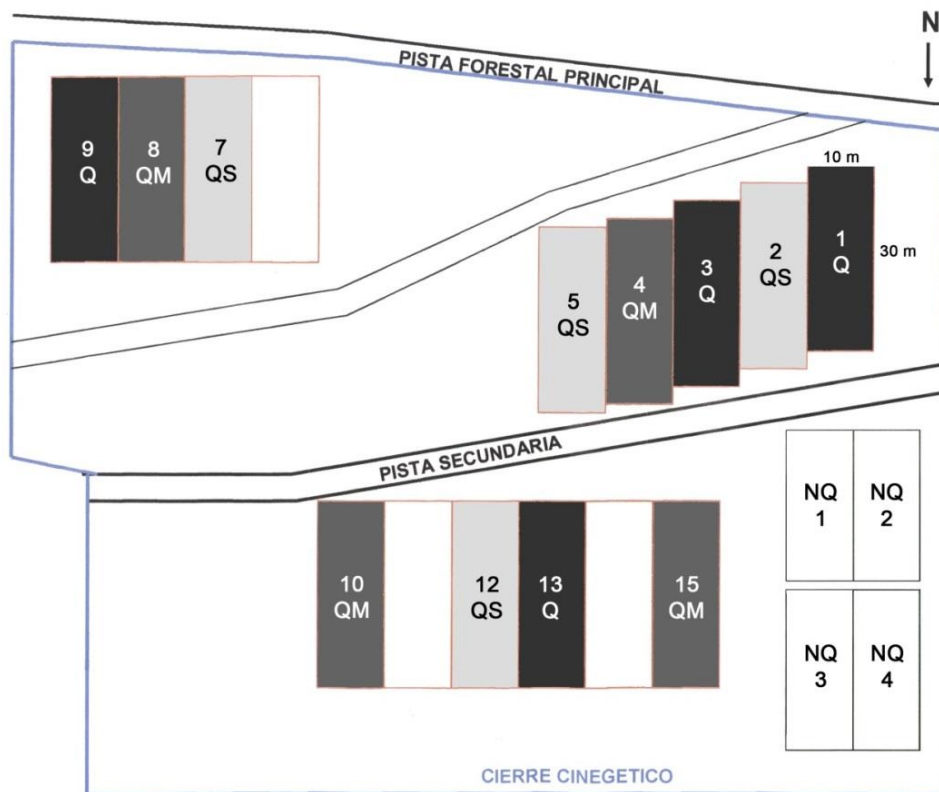 N
PISTA FORESTAL PRINCIPAL
9
Q
8
QM
7
QS
10 m
30 m
5
QS
4
QM
3
Q
2
QS
1
Q
PISTA SECUNDARIA
10
QM
12
QS
13
Q
15
QM
NQ
1
NQ
2
NQ
3
NQ
4
CIERRE CINEGETICO